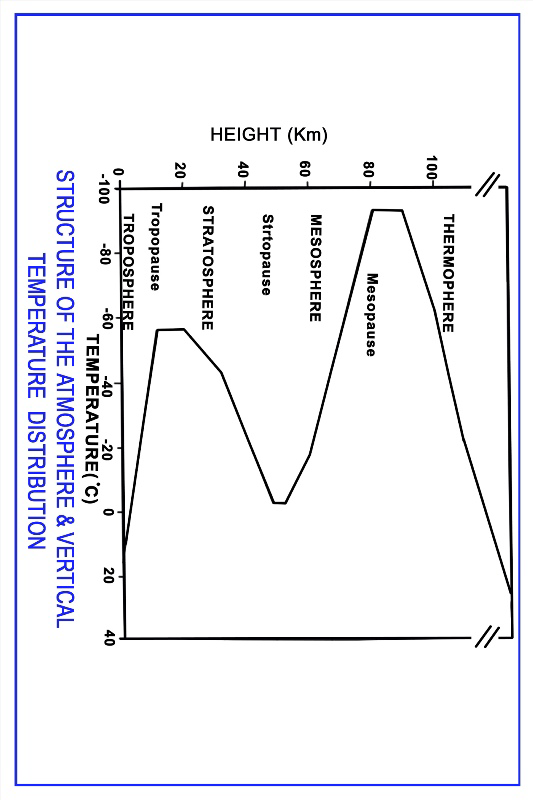 HEIGHT (Km)
0
20
40
60
80
100
-100
-80
-60
-40
-20
0
20
40
TEMPERATURE(°C)
THERMOPHERE
Mesopause
MESOSPHERE
Strtopause
STRATOSPHERE
Tropopause
TROPOSPHERE
STRUCTURE OF THE ATMOSPHERE & VERTICAL
TEMPERATURE DISTRIBUTION